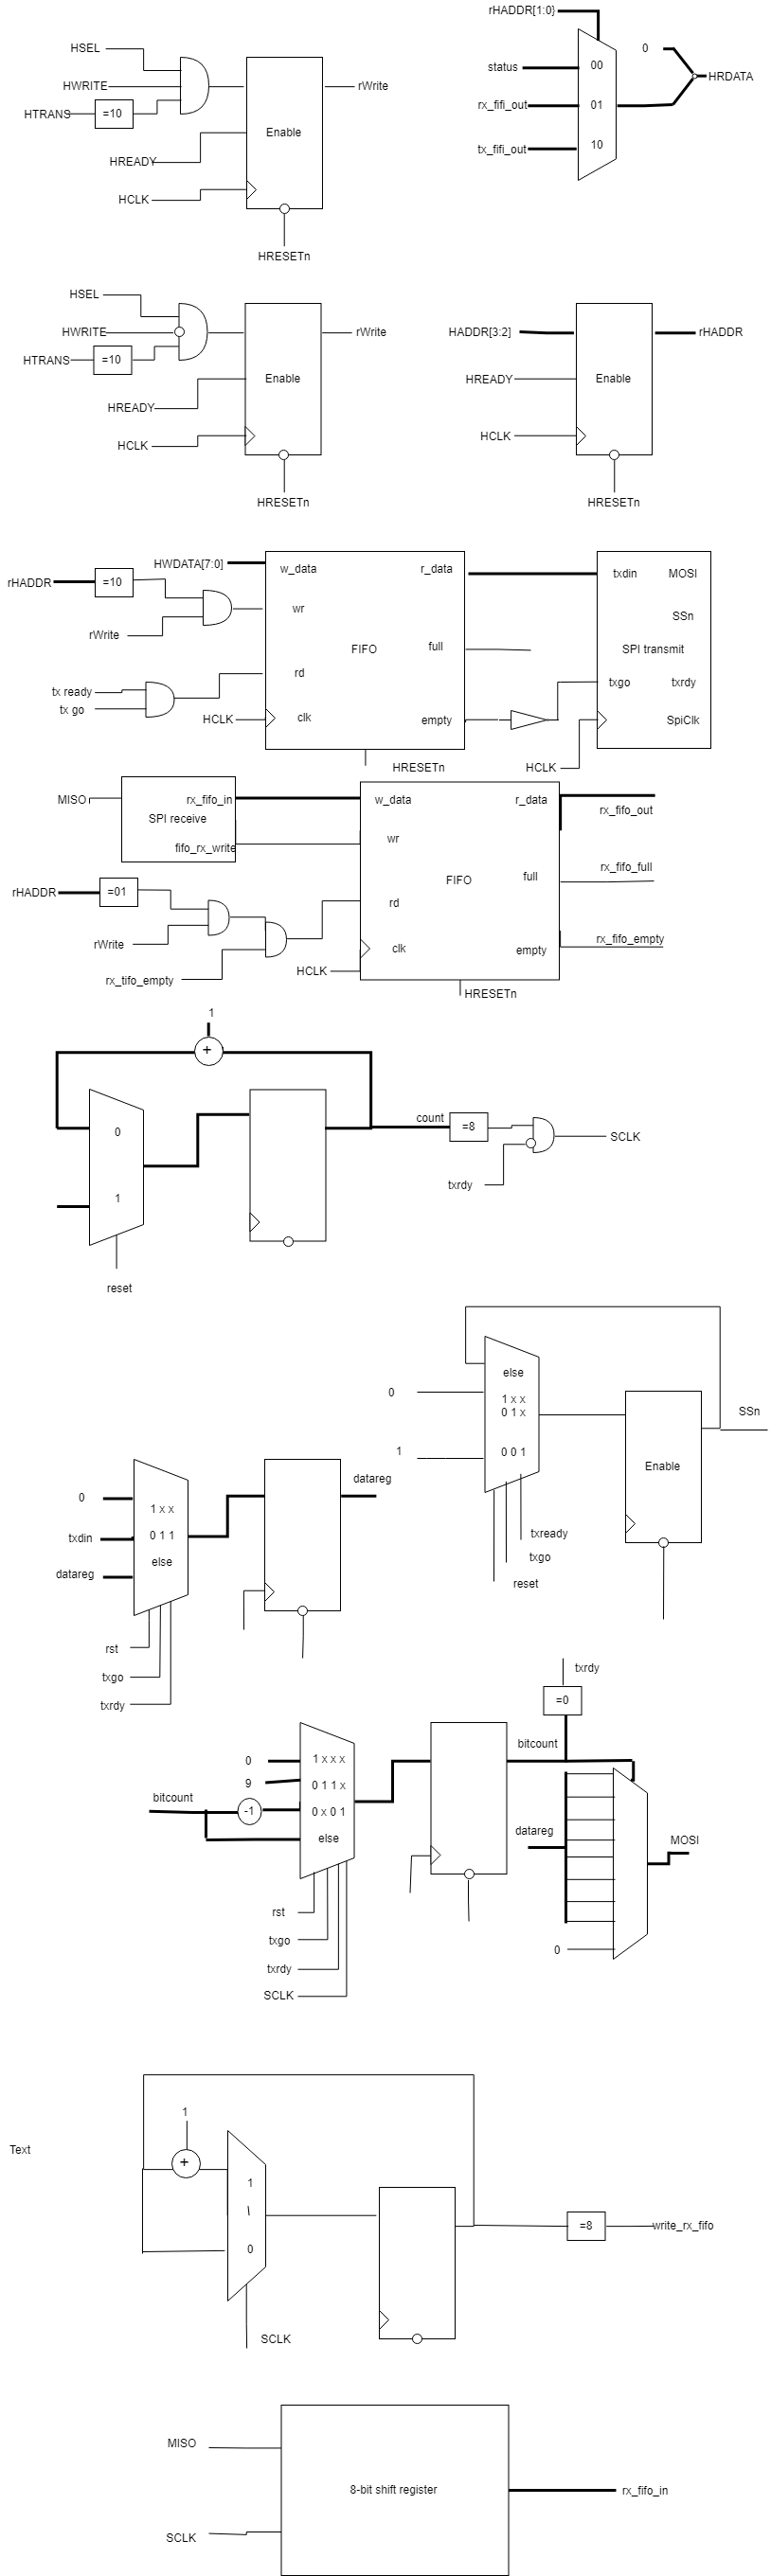 rHADDR[1:0}
HSEL
0
HWRITE
=10
HTRANS
rWrite
status
00
HRDATA
rx_fifi_out
01
Enable
tx_fifi_out
10
HREADY
HCLK
HRESETn
HSEL
HWRITE
HTRANS
=10
rWrite
Enable
HREADY
HCLK
HRESETn
HADDR[3:2]
rHADDR
HREADY
Enable
HCLK
HRESETn
HWDATA[7:0}
w_data
r_data
txdin
MOSI
rHADDR
=10
wr
SSn
rWrite
FIFO
full
SPI transmit
rd
txgo
txrdy
tx ready
tx go
HCLK
clk
empty
SpiClk
HRESETn
HCLK
MISO
rx_fifo_in
w_data
r_data
rx_fifo_out
SPI receive
wr
fifo_rx_write
rx_fifo_full
FIFO
full
rHADDR
=01
rd
rWrite
rx_fifo_empty
clk
empty
HCLK
rx_tifo_empty
HRESETn
1
+
count
=8
0
SCLK
txrdy
1
reset
else
0
1 x x
0 1 x
SSn
1
0 0 1
Enable
datareg
0
1 x x
txdin
0 1 1
else
datareg
txready
txgo
reset
rst
txgo
txrdy
txrdy
=0
bitcount
0
1 x x x
9
0 1 1 x
bitcount
-1
0 x 0 1
else
datareg
MOSI
rst
txgo
0
txrdy
SCLK
1
Text
+
1
\
0
=8
write_rx_fifo
SCLK
MISO
8-bit shift register
rx_fifo_in
SCLK